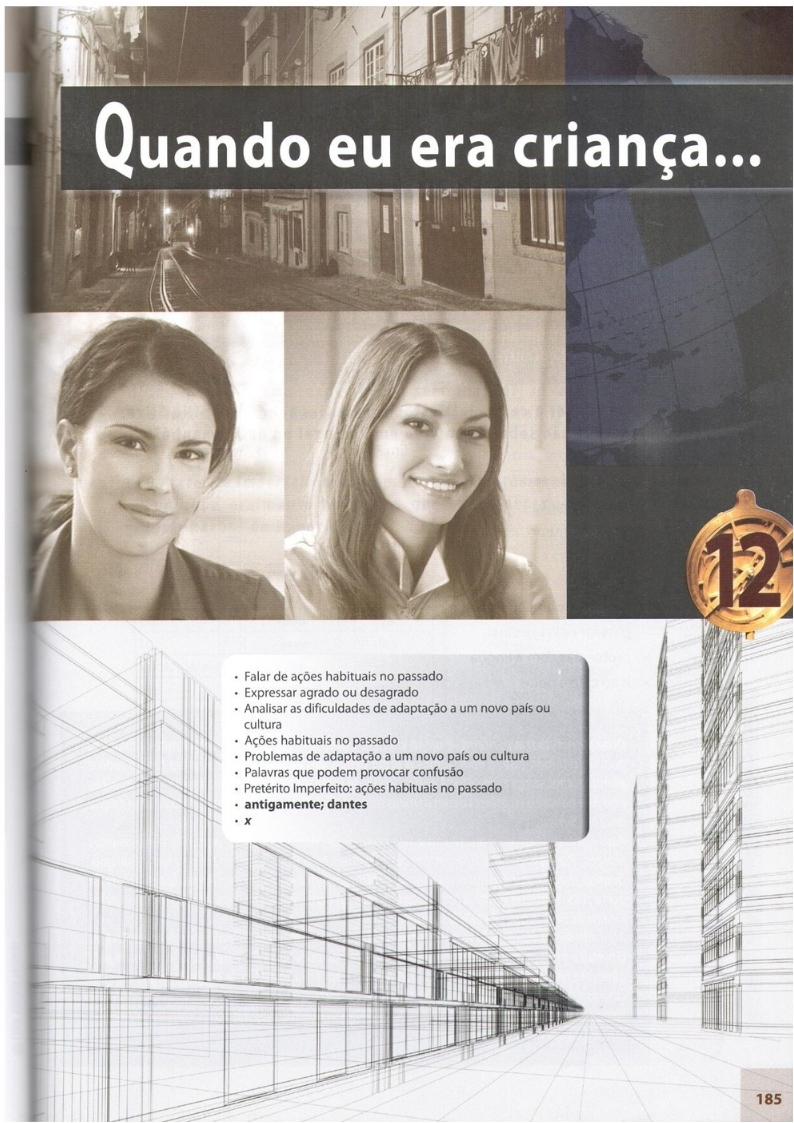 Quando eu era criança...
12
• Falar de ações habituais no passado
• Expressar agrado ou desagrado
• Analisar as dificuldades de adaptação a um novo país ou
cultura
• Ações habituais no passado
• Problemas de adaptação a um novo país ou cultura
• Palavras que podem provocar confusão
• Pretérito Imperfeito: ações habituais no passado
• antigamente; dantes
• x
185